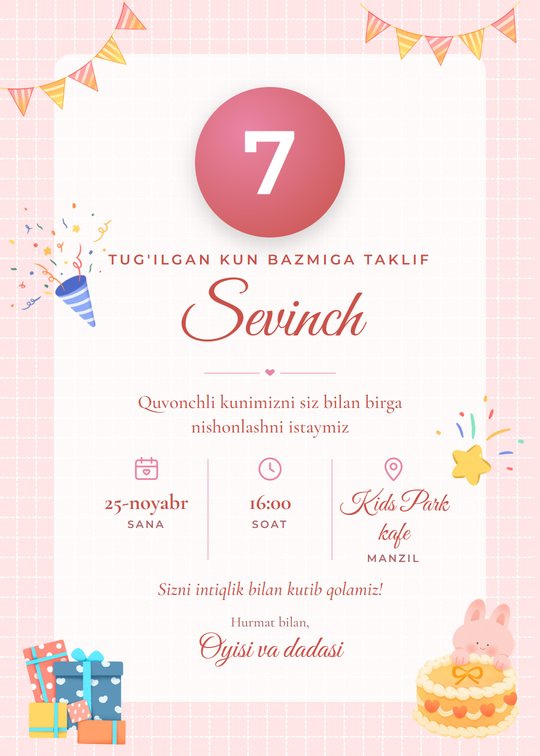 7
TUG'ILGAN KUN BAZMIGA TAKLIF
Sevinch
Quvonchli kunimizni siz bilan birga
nishonlashni istaymiz
25-noyabr
SANA
16:00
SOAT
Kids Park
kafe
MANZIL
Sizni intiqlik bilan kutib qolamiz!
Hurmat bilan,
Oyisi va dadasi